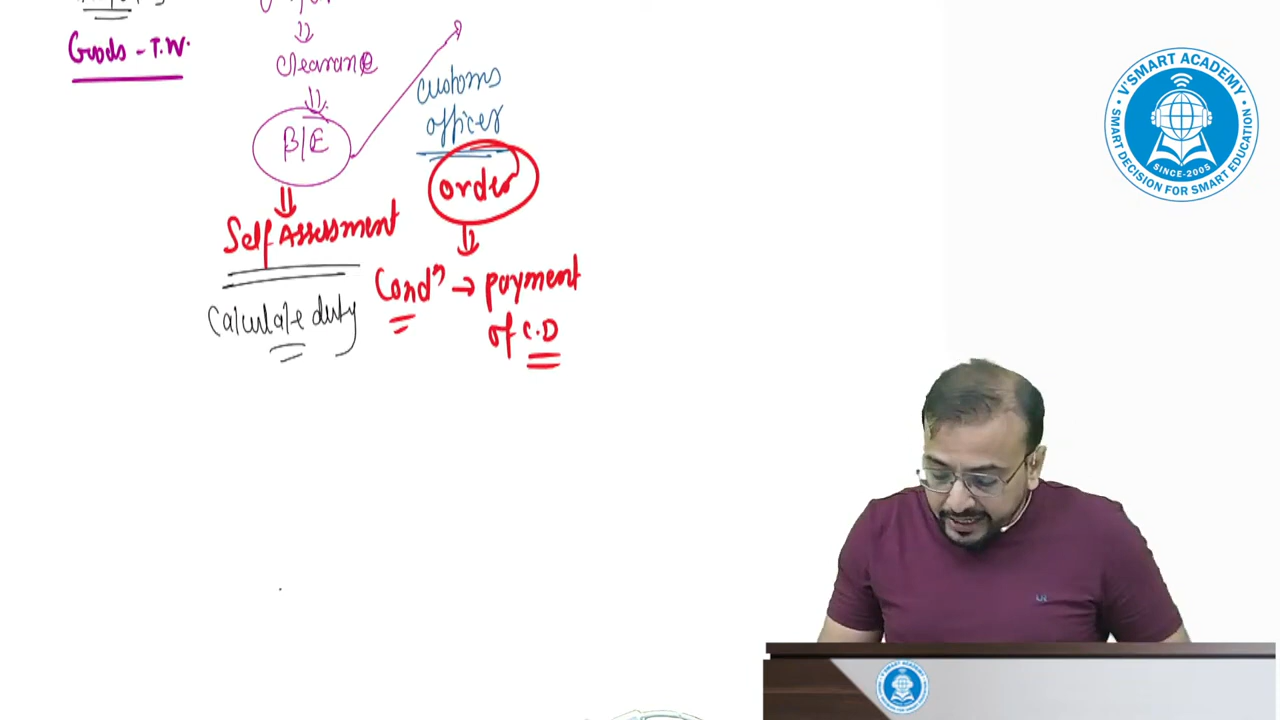 Goods - T.W.
Clearance
B/E
customs
officer
order
Self Assessment
Cond^n → payment
of C.D
Calculate duty
V'SMART ACADEMY
SINCE-2005
SMART DECISION FOR SMART EDUCATION